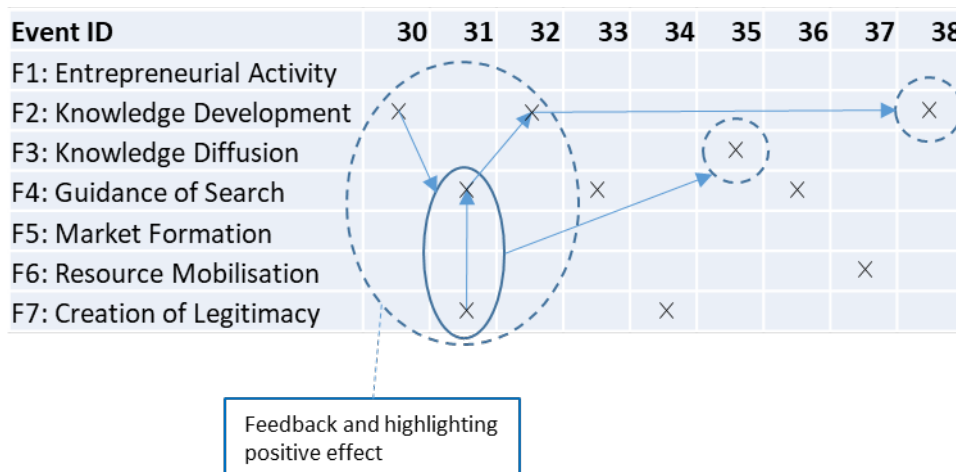 Event ID 30 31 32 33 34 35 36 37 38
F1: Entrepreneurial Activity
F2: Knowledge Development
F3: Knowledge Diffusion
F4: Guidance of Search
F5: Market Formation
F6: Resource Mobilisation
F7: Creation of Legitimacy
Feedback and highlighting
positive effect